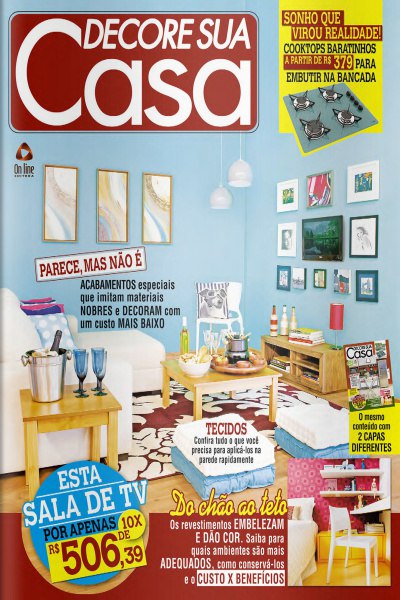 DECORE SUA
Casa
On line
EDITORA
SONHO QUE
VIROU REALIDADE!
COOKTOPS BARATINHOS
A PARTIR DE R$ 379 PARA
EMBUTIR NA BANCADA
PARECE, MAS NÃO É
ACABAMENTOS especiais
que imitam materiais
NOBRES e DECORAM com
um custo MAIS BAIXO
DECORE SUA
Casa
O mesmo
conteúdo com
2 CAPAS
DIFERENTES
TECIDOS
Confira tudo o que você
precisa para aplicá-los na
parede rapidamente
ESTA
SALA DE TV
POR APENAS 10X
DE
R$ 506,39
Do chão ao teto
Os revestimentos EMBELEZAM
E DÃO COR. Saiba para
quais ambientes são mais
ADEQUADOS, como conservá-los
e o CUSTO X BENEFÍCIOS